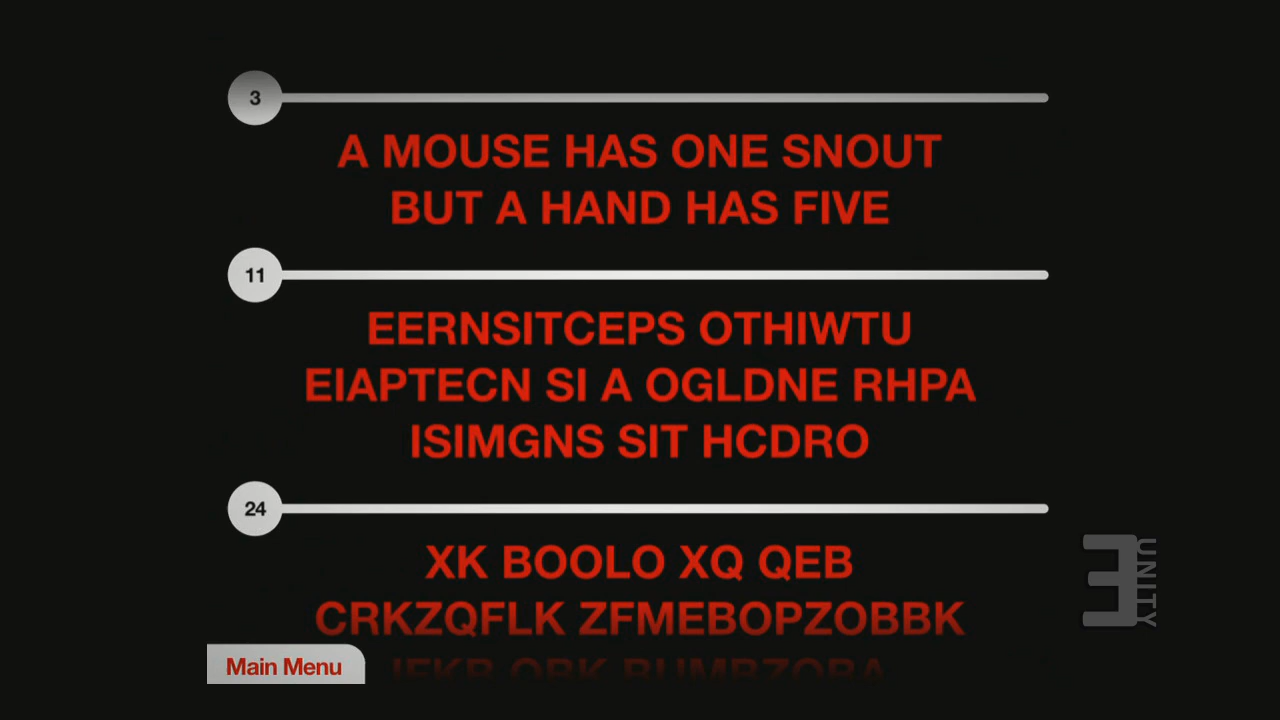 3
A MOUSE HAS ONE SNOUT
BUT A HAND HAS FIVE
11
EERNSITCEPS OTHIWTU
EIAPTECN SI A OGLDNE RHPA
ISIMGNS SIT HCDRO
24
XK BOOLO XQ QEB
CRKZQFLK ZFMEBOPZOBBK
Main Menu
E UNITY